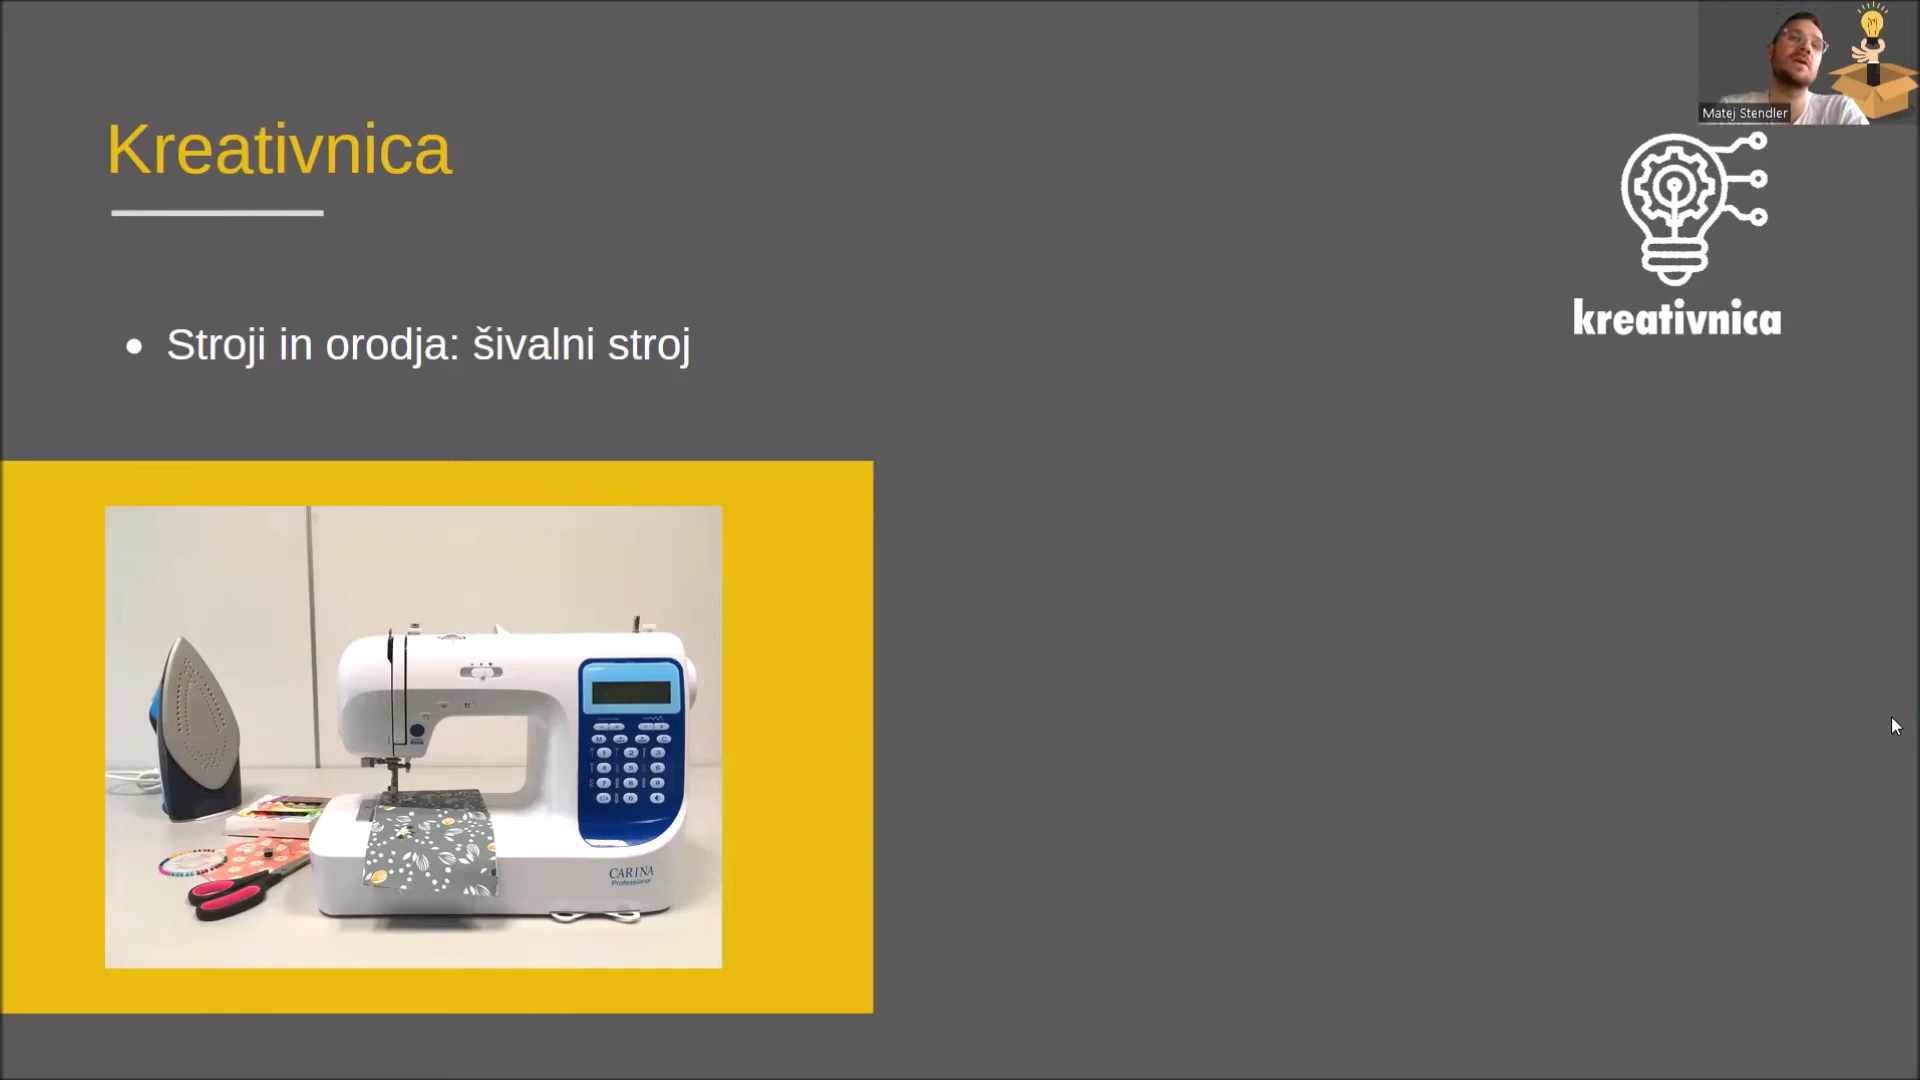 Matej Stendler
Kreativnica
kreativnica
• Stroji in orodja: šivalni stroj
CARINA
Professional